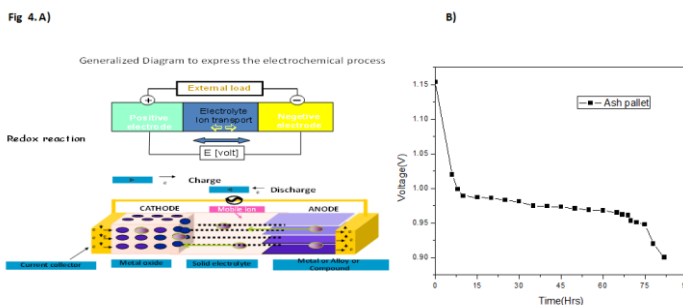 Fig 4. A)
B)
Generalized Diagram to express the electrochemical process
External load
+
−
Positive electrode
Electrolyte
Ion transport
Negative electrode
Redox reaction
E [volt]
e
Charge
e
Discharge
CATHODE
Mobile ion
ANODE
Current collector
Metal oxide
Solid electrolyte
Metal or Alloy or
Compound
Voltage(V)
1.15
1.10
1.05
1.00
0.95
0.90
Ash pallet
0
15
30
45
60
75
Time(Hrs)